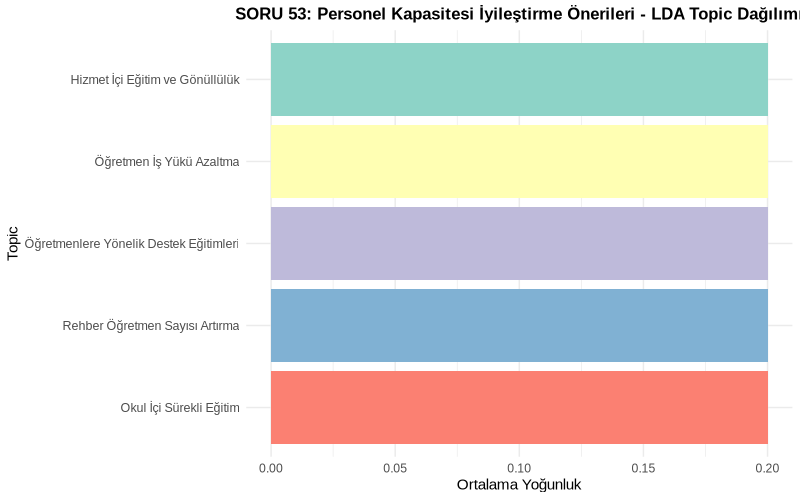 SORU 53: Personel Kapasitesi İyileştirme Önerileri - LDA Topic Dağılımı
Hizmet İçi Eğitim ve Gönüllülük
Öğretmen İş Yükü Azaltma
Öğretmenlere Yönelik Destek Eğitimleri
Rehber Öğretmen Sayısı Artırma
Okul İçi Sürekli Eğitim
Topic
0.00 0.05 0.10 0.15 0.20
Ortalama Yoğunluk